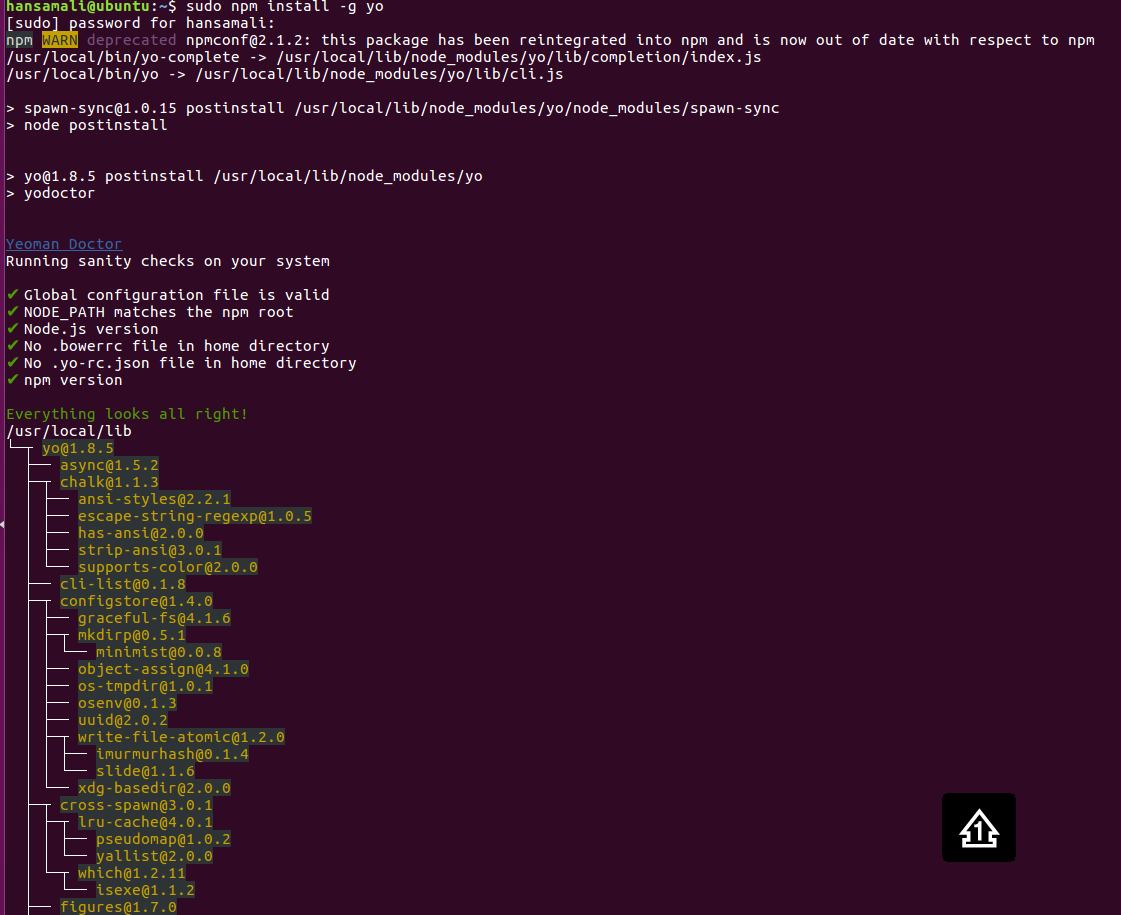 hansamali@ubuntu:~$ sudo npm install -g yo
[sudo] password for hansamali:
npm WARN deprecated npmconf@2.1.2: this package has been reintegrated into npm and is now out of date with respect to npm
/usr/local/bin/yo-complete -> /usr/local/lib/node_modules/yo/lib/completion/index.js
/usr/local/bin/yo -> /usr/local/lib/node_modules/yo/lib/cli.js
> spawn-sync@1.0.15 postinstall /usr/local/lib/node_modules/yo/node_modules/spawn-sync
> node postinstall
> yo@1.8.5 postinstall /usr/local/lib/node_modules/yo
> yodoctor
Yeoman Doctor
Running sanity checks on your system
✔ Global configuration file is valid
✔ NODE_PATH matches the npm root
✔ Node.js version
✔ No .bowerrc file in home directory
✔ No .yo-rc.json file in home directory
✔ npm version
Everything looks all right!
/usr/local/lib
└─┬ yo@1.8.5
  ├── async@1.5.2
  ├─┬ chalk@1.1.3
  │ ├── ansi-styles@2.2.1
  │ ├── escape-string-regexp@1.0.5
  │ ├── has-ansi@2.0.0
  │ ├── strip-ansi@3.0.1
  │ └── supports-color@2.0.0
  ├── cli-list@0.1.8
  ├─┬ configstore@1.4.0
  │ ├── graceful-fs@4.1.6
  │ ├─┬ mkdirp@0.5.1
  │ │ └── minimist@0.0.8
  │ ├── object-assign@4.1.0
  │ ├── os-tmpdir@1.0.1
  │ ├── osenv@0.1.3
  │ ├── uuid@2.0.2
  │ ├─┬ write-file-atomic@1.2.0
  │ │ ├── imurmurhash@0.1.4
  │ │ └── slide@1.1.6
  │ └── xdg-basedir@2.0.0
  ├─┬ cross-spawn@3.0.1
  │ ├─┬ lru-cache@4.0.1
  │ │ ├── pseudomap@1.0.2
  │ │ └── yallist@2.0.0
  │ └─┬ which@1.2.11
  │   └── isexe@1.1.2
  ├── figures@1.7.0
1